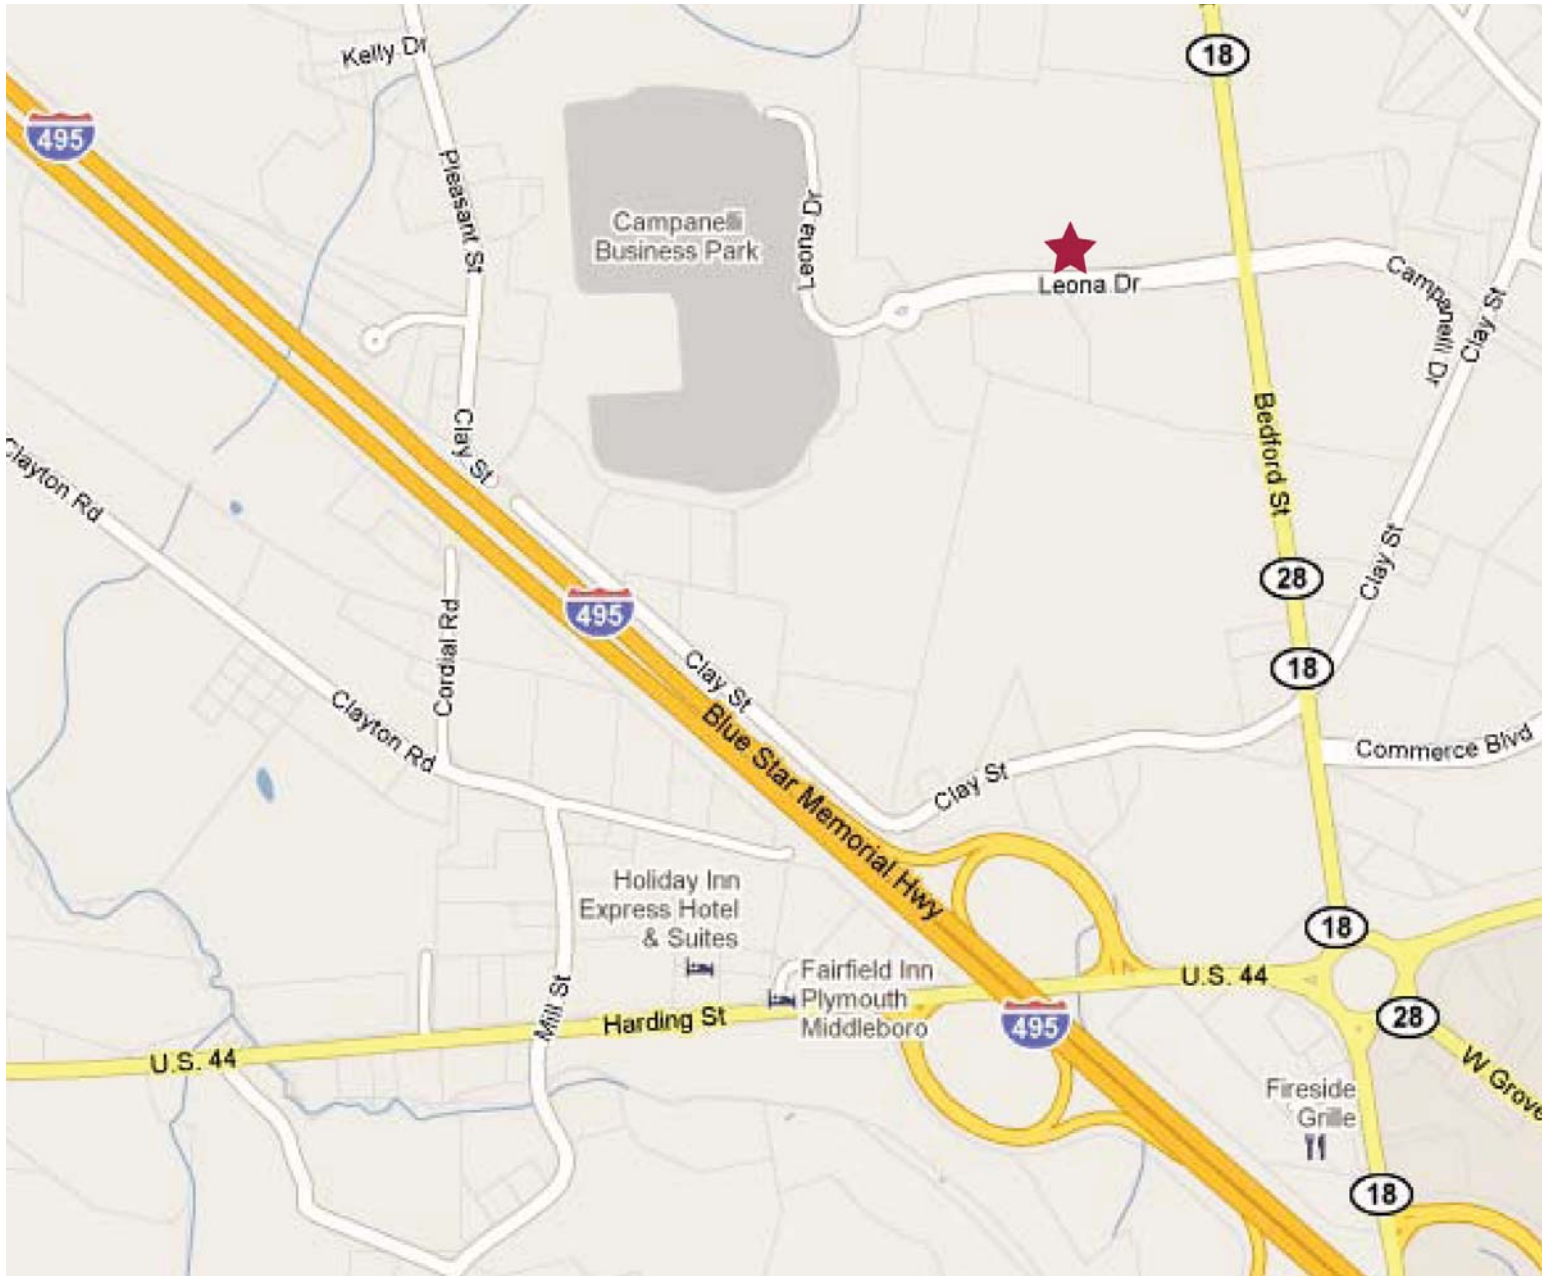 18
Kelly Dr
495
Pleasant St
Campanelli
Business Park
Leona Dr
Leona Dr
Campanelli Dr
Clay St
Clay St
Clayton Rd
Bedford St
Clay St
28
495
Cordial Rd
18
Clay St
Clayton Rd
Blue Star Memorial Hwy
Commerce Blvd
Clay St
Holiday Inn
Express Hotel
& Suites
18
Fairfield Inn
Plymouth
Middleboro
U.S. 44
Mill St
Harding St
495
28
U.S. 44
W Grove
Fireside
Grille
18